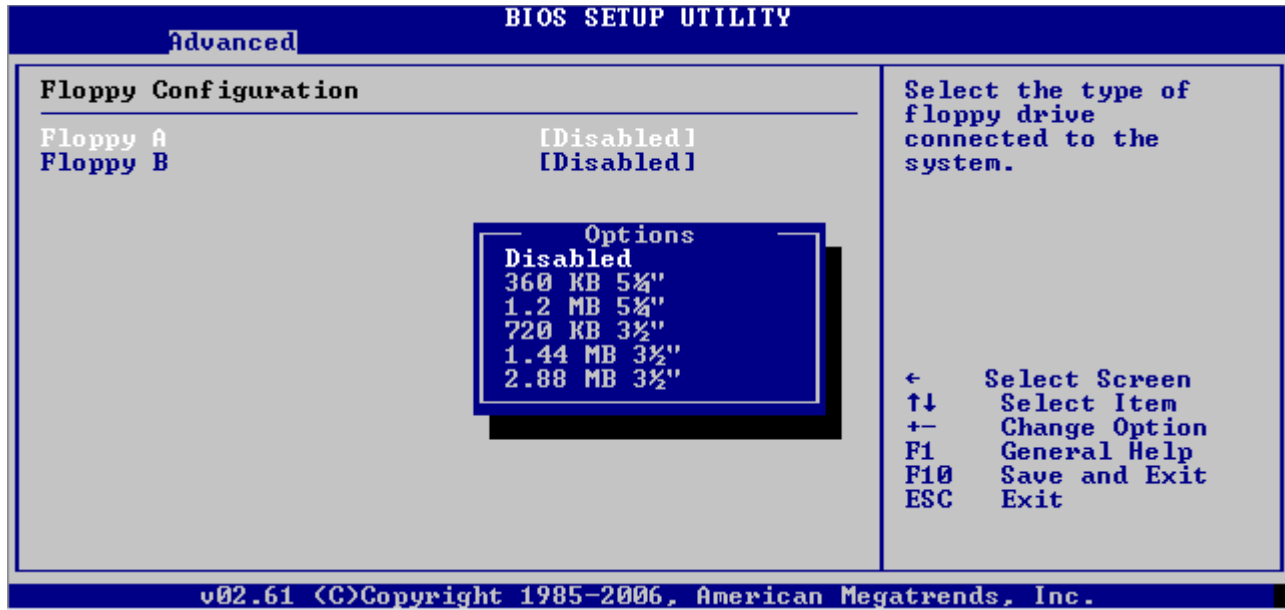 BIOS SETUP UTILITY
Advanced
Floppy Configuration
Floppy A [Disabled]
Floppy B [Disabled]
Options
Disabled
360 KB 5¼"
1.2 MB 5¼"
720 KB 3½"
1.44 MB 3½"
2.88 MB 3½"
Select the type of
floppy drive
connected to the
system.
← Select Screen
↑↓ Select Item
+- Change Option
F1 General Help
F10 Save and Exit
ESC Exit
v02.61 (C)Copyright 1985-2006, American Megatrends, Inc.